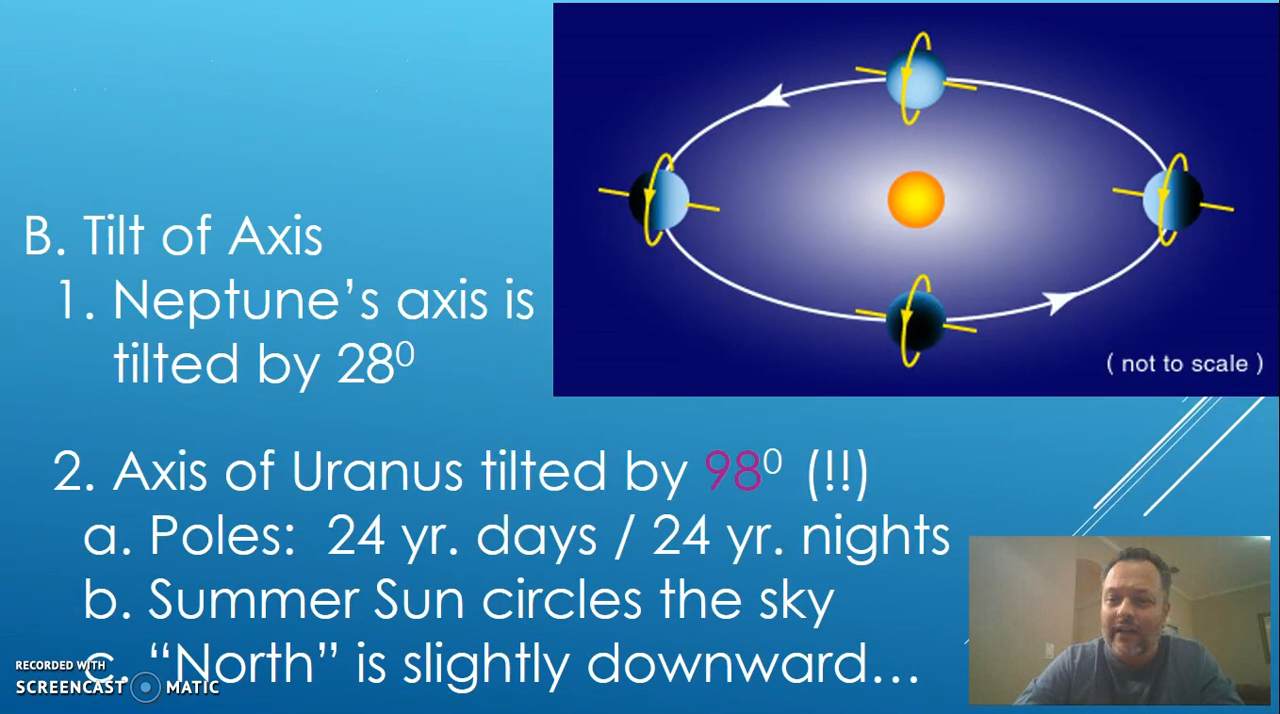 B. Tilt of Axis
1. Neptune’s axis is
tilted by 28⁰
( not to scale )
2. Axis of Uranus tilted by 98⁰ (!!)
a. Poles: 24 yr. days / 24 yr. nights
b. Summer Sun circles the sky
c. “North” is slightly downward…
RECORDED WITH
SCREENCAST MATIC